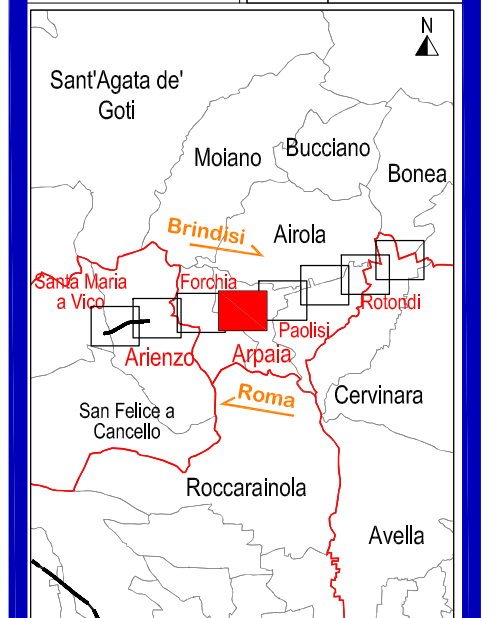 N
Sant'Agata de'
Goti
Bucciano
Moiano
Bonea
Brindisi
Airola
Santa Maria
a Vico
Forchia
Rotondi
Paolisi
Arienzo
Arpaia
Roma
Cervinara
San Felice a
Cancello
Roccarainola
Avella